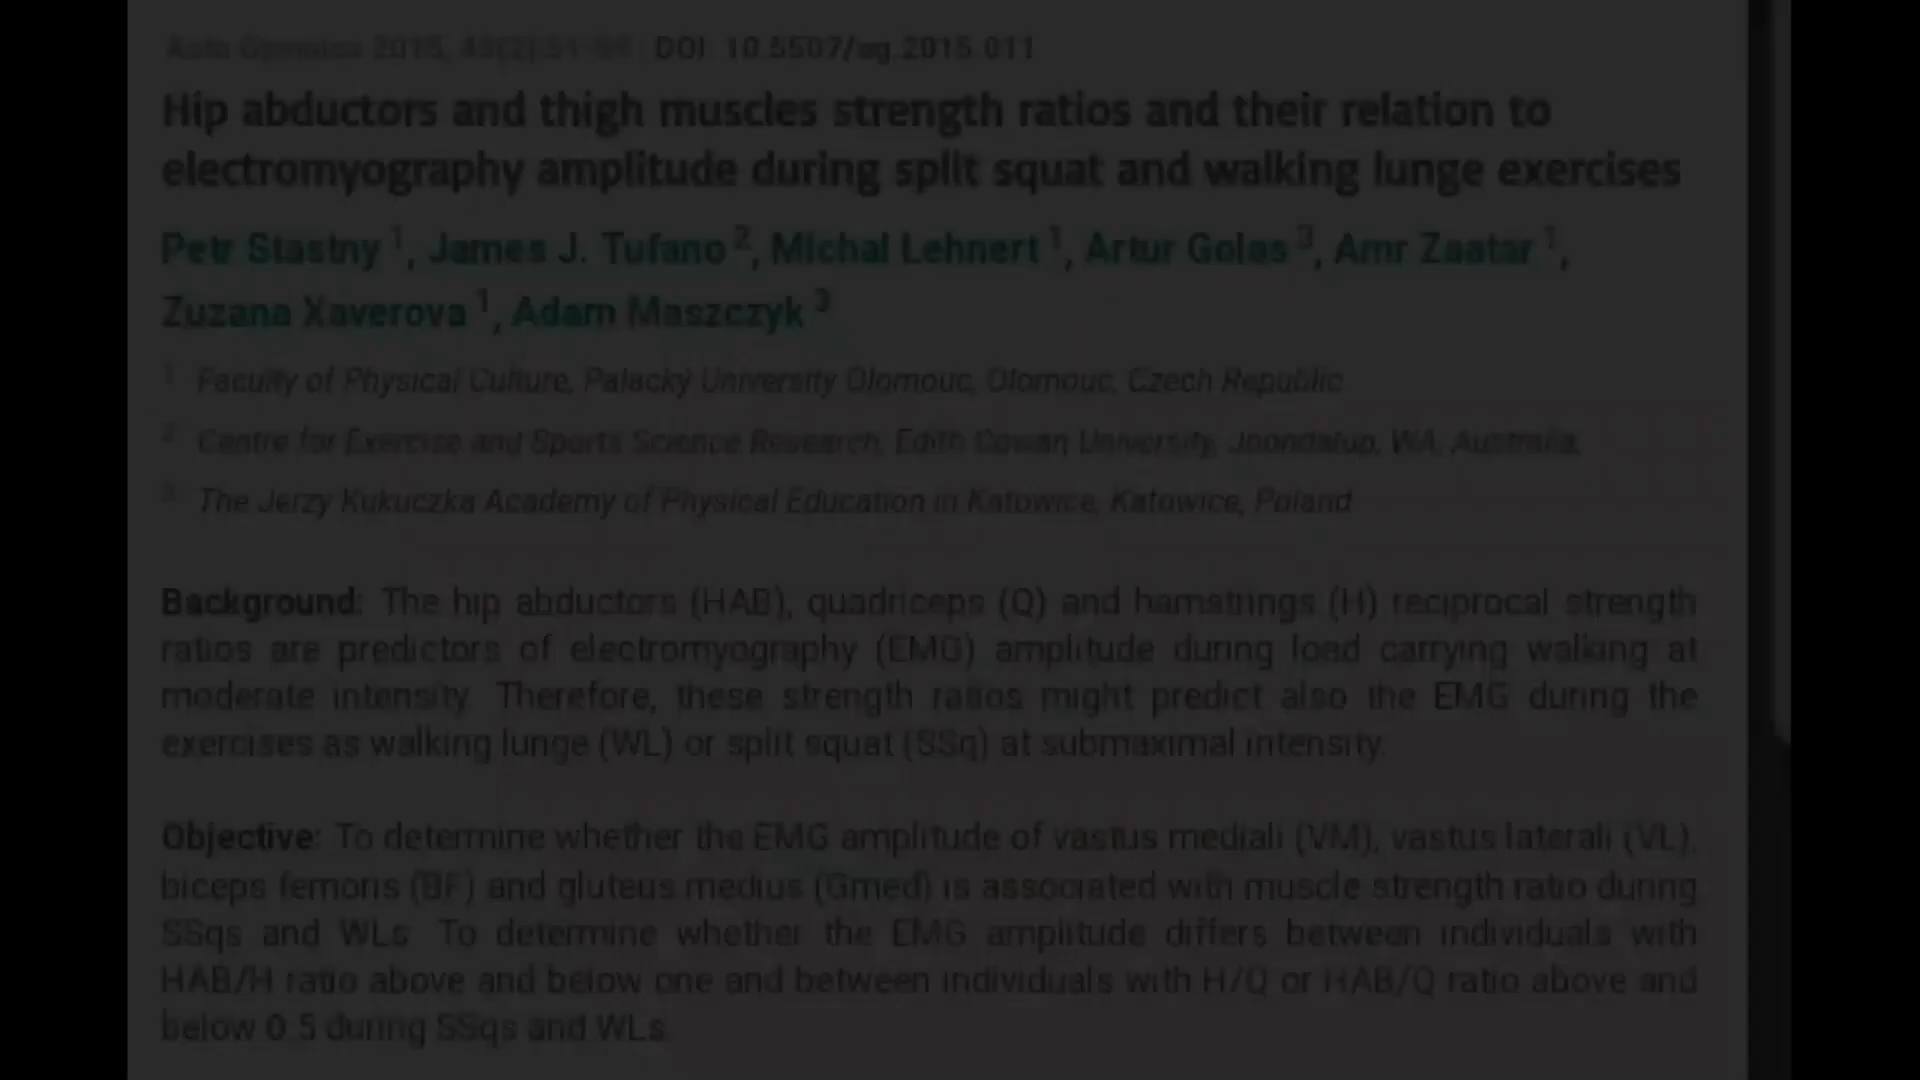 2015, DOI: 10.5507/ag.2015.011
Hip abductors and thigh muscles strength ratios and their relation to
electromyography amplitude during split squat and walking lunge exercises
Petr Stastny 1, James J. Tufano 2, Michal Lehnert 1, Artur Golas 3, Amr Zaatar 1,
Zuzana Xaverova 1, Adam Maszczyk 3
1 Faculty of Physical Culture, Palacký University Olomouc, Olomouc, Czech Republic
2 Centre for Exercise and Sports Science Research, Edith Cowan University, Joondalup, WA, Australia
3 The Jerzy Kukuczka Academy of Physical Education in Katowice, Katowice, Poland
Background: The hip abductors (HAB), quadriceps (Q) and hamstrings (H) reciprocal strength
ratios are predictors of electromyography (EMG) amplitude during load carrying walking at
moderate intensity. Therefore, these strength ratios might predict also the EMG during the
exercises as walking lunge (WL) or split squat (SSq) at submaximal intensity.
Objective: To determine whether the EMG amplitude of vastus mediali (VM), vastus laterali (VL),
biceps femoris (BF) and gluteus medius (Gmed) is associated with muscle strength ratio during
SSqs and WLs. To determine whether the EMG amplitude differs between individuals with
HAB/H ratio above and below one and between individuals with H/Q or HAB/Q ratio above and
below 0.5 during SSqs and WLs.